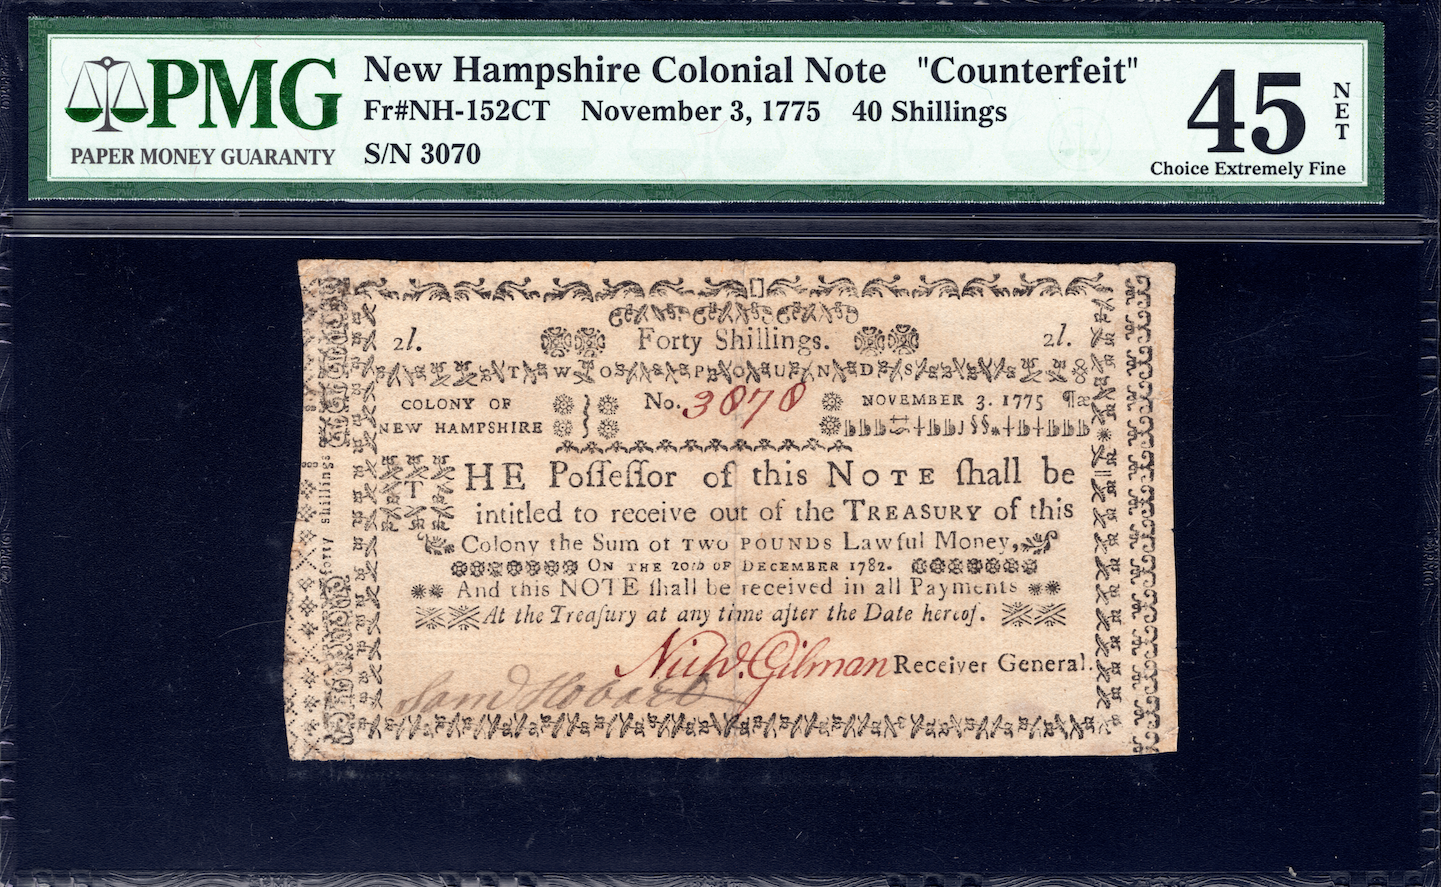 PMG
PAPER MONEY GUARANTY
New Hampshire Colonial Note "Counterfeit"
Fr#NH-152CT November 3, 1775 40 Shillings
S/N 3070
45
NET
Choice Extremely Fine
2l. Forty Shillings. 2l.
TWO POUNDS
COLONY OF
NEW HAMPSHIRE
No. 3070
NOVEMBER 3. 1775 ¶æ
forty shillings
THE Poſſeſſor of this NOTE ſhall be
intitled to receive out of the TREASURY of this
Colony the Sum of TWO POUNDS Lawful Money,
ON THE 20th OF DECEMBER 1782.
And this NOTE ſhall be received in all Payments
At the Treaſury at any time after the Date hereof.
Nichs. Gilman Receiver General.
Sam Hobart